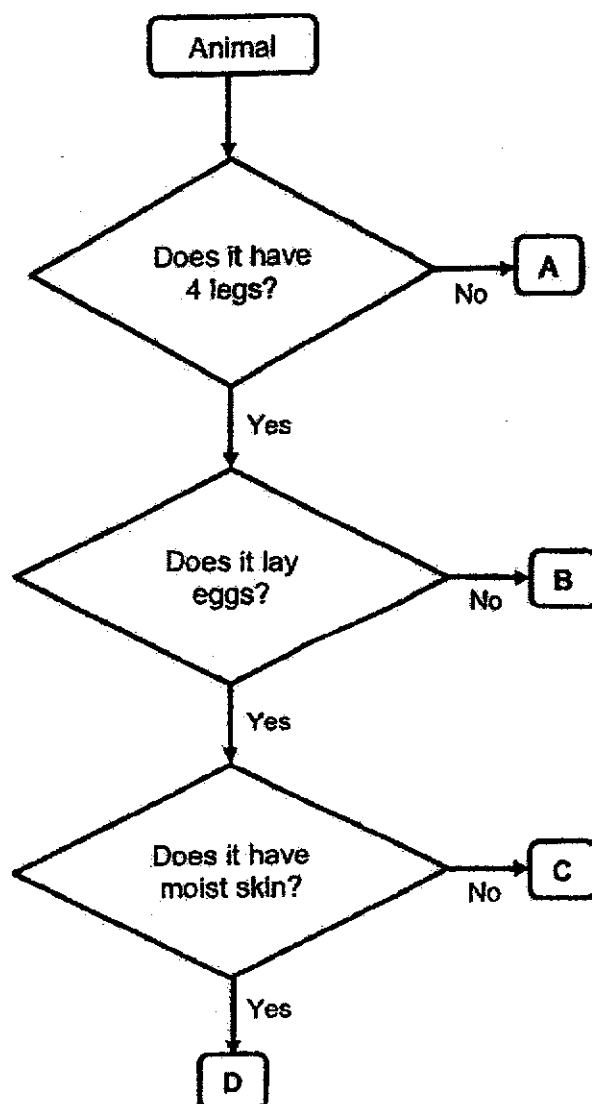 Animal
Does it have
4 legs?
No
A
Yes
Does it lay
eggs?
No
B
Yes
Does it have
moist skin?
No
C
Yes
D